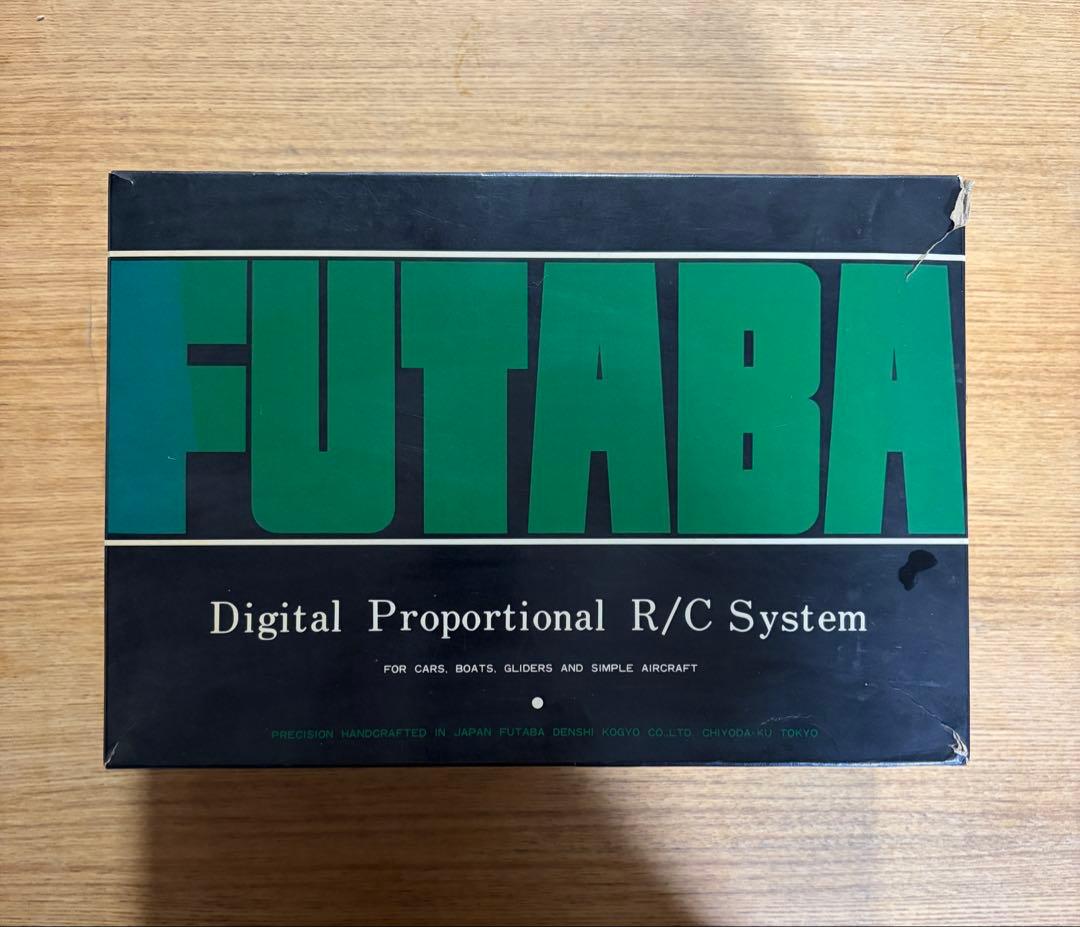 FUTABA
Digital Proportional R/C System
FOR CARS, BOATS, GLIDERS AND SIMPLE AIRCRAFT
PRECISION HANDCRAFTED IN JAPAN FUTABA DENSHI KOGYO CO.,LTD. CHIYODA-KU TOKYO